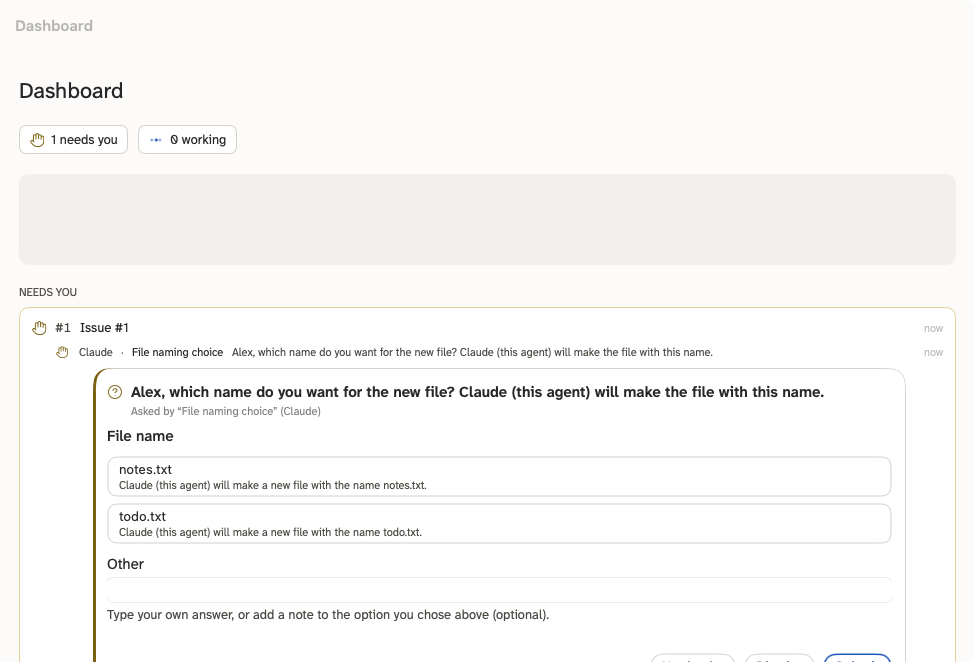 Dashboard
Dashboard
1 needs you
0 working
NEEDS YOU
#1 Issue #1 now
Claude · File naming choice Alex, which name do you want for the new file? Claude (this agent) will make the file with this name. now
Alex, which name do you want for the new file? Claude (this agent) will make the file with this name.
Asked by “File naming choice” (Claude)
File name
notes.txt
Claude (this agent) will make a new file with the name notes.txt.
todo.txt
Claude (this agent) will make a new file with the name todo.txt.
Other
Type your own answer, or add a note to the option you chose above (optional).